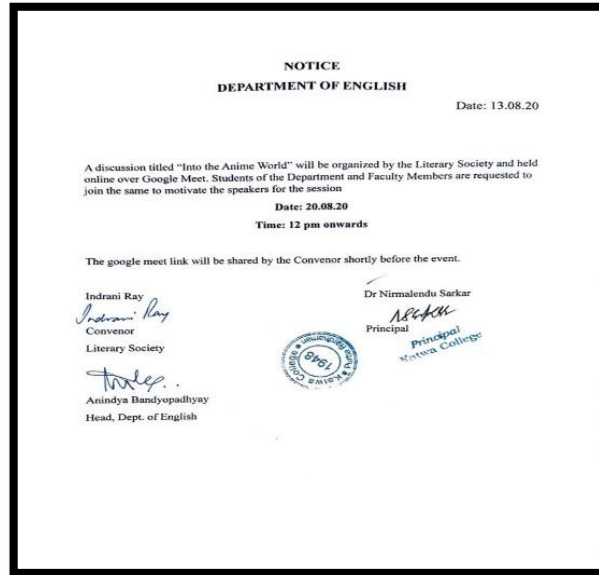 NOTICE
DEPARTMENT OF ENGLISH
Date: 13.08.20
A discussion titled “Into the Anime World” will be organized by the Literary Society and held
online over Google Meet. Students of the Department and Faculty Members are requested to
join the same to motivate the speakers for the session
Date: 20.08.20
Time: 12 pm onwards
The google meet link will be shared by the Convenor shortly before the event.
Indrani Ray
Indrani Ray
Convenor
Literary Society
Anindya Bandyopadhyay
Head, Dept. of English
Dr Nirmalendu Sarkar
Principal
Principal
Katwa College
Katwa College ★ Purba Bardhaman ★
1948